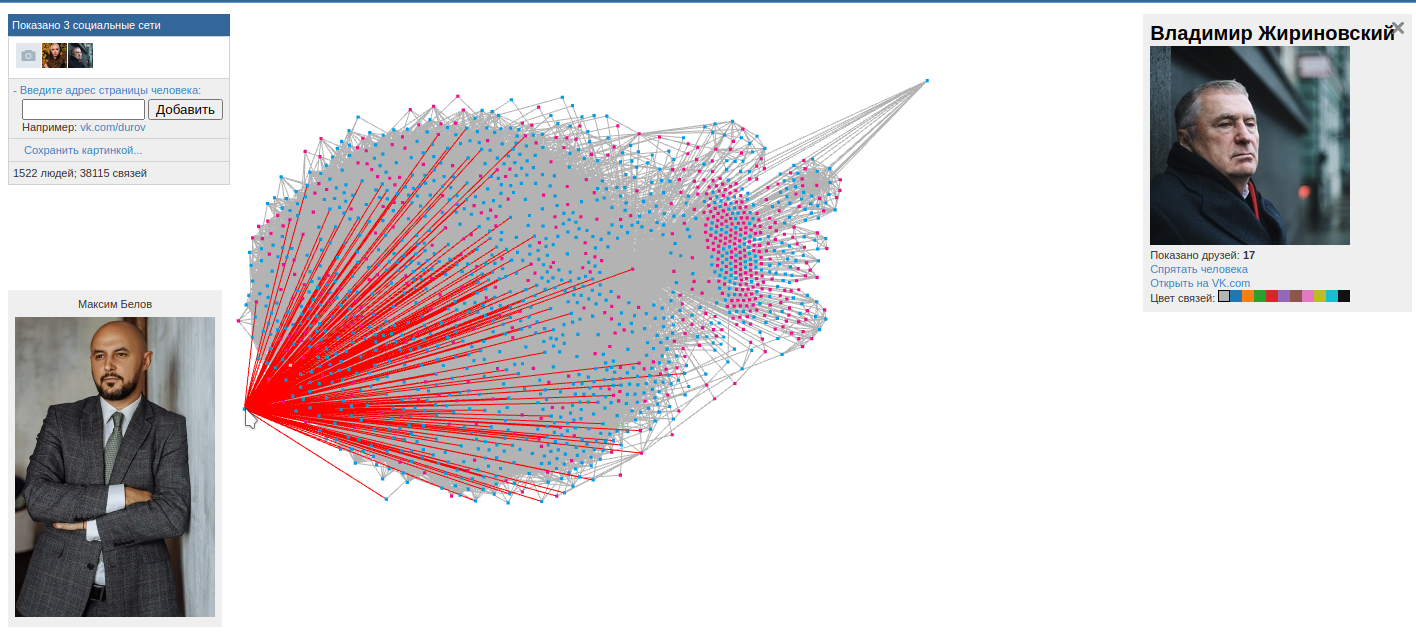 Показано 3 социальные сети
- Введите адрес страницы человека:
Добавить
Например: vk.com/durov
Сохранить картинкой...
1522 людей; 38115 связей
Максим Белов
Владимир Жириновский
Показано друзей: 17
Спрятать человека
Открыть на VK.com
Цвет связей: